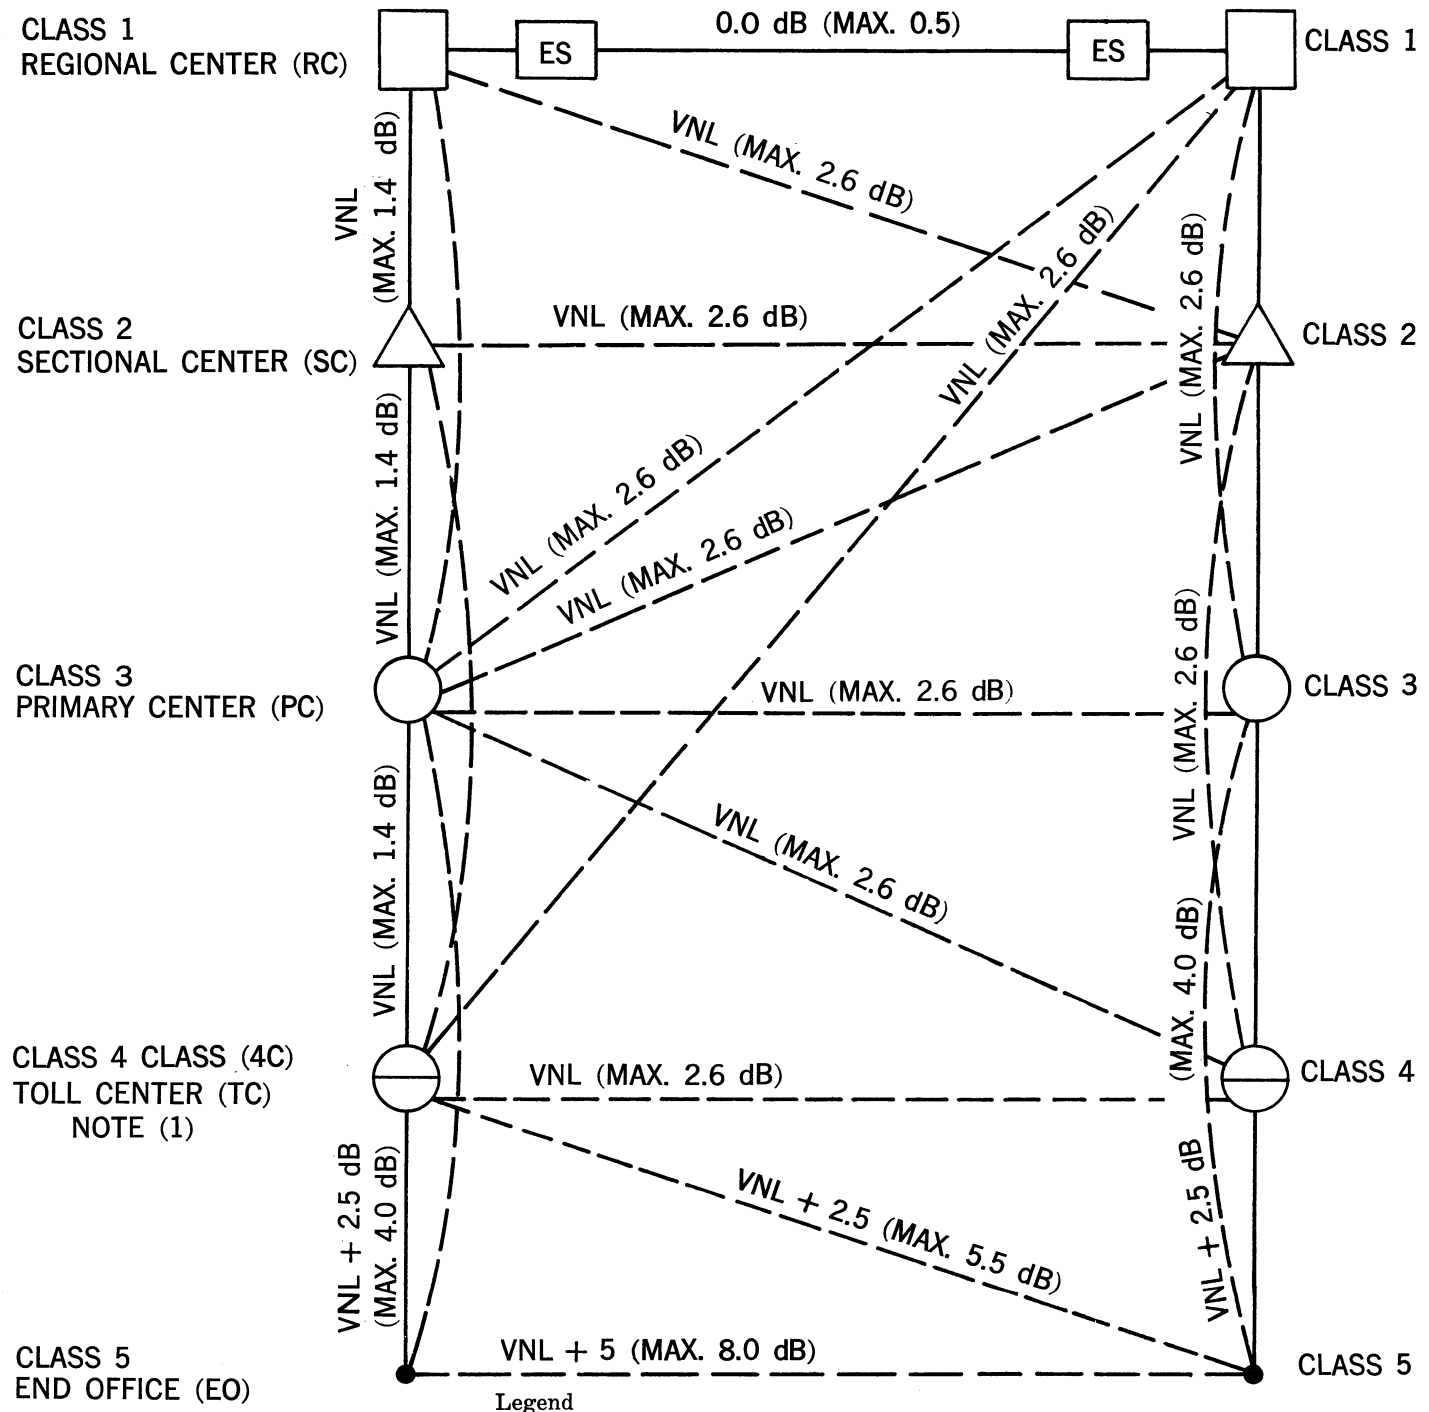 CLASS 1
REGIONAL CENTER (RC)
ES
0.0 dB (MAX. 0.5)
ES
CLASS 1
VNL
(MAX. 1.4 dB)
VNL (MAX. 2.6 dB)
VNL (MAX. 2.6 dB)
VNL (MAX. 2.6 dB)
CLASS 2
SECTIONAL CENTER (SC)
VNL (MAX. 2.6 dB)
CLASS 2
VNL (MAX. 1.4 dB)
VNL (MAX. 2.6 dB)
VNL (MAX. 2.6 dB)
VNL (MAX. 2.6 dB)
CLASS 3
PRIMARY CENTER (PC)
VNL (MAX. 2.6 dB)
CLASS 3
VNL (MAX. 1.4 dB)
VNL (MAX. 2.6 dB)
(MAX. 4.0 dB)
CLASS 4 CLASS (4C)
TOLL CENTER (TC)
NOTE (1)
VNL (MAX. 2.6 dB)
CLASS 4
VNL + 2.5 dB
(MAX. 4.0 dB)
VNL + 2.5 (MAX. 5.5 dB)
VNL + 2.5 dB
CLASS 5
END OFFICE (EO)
VNL + 5 (MAX. 8.0 dB)
CLASS 5
Legend